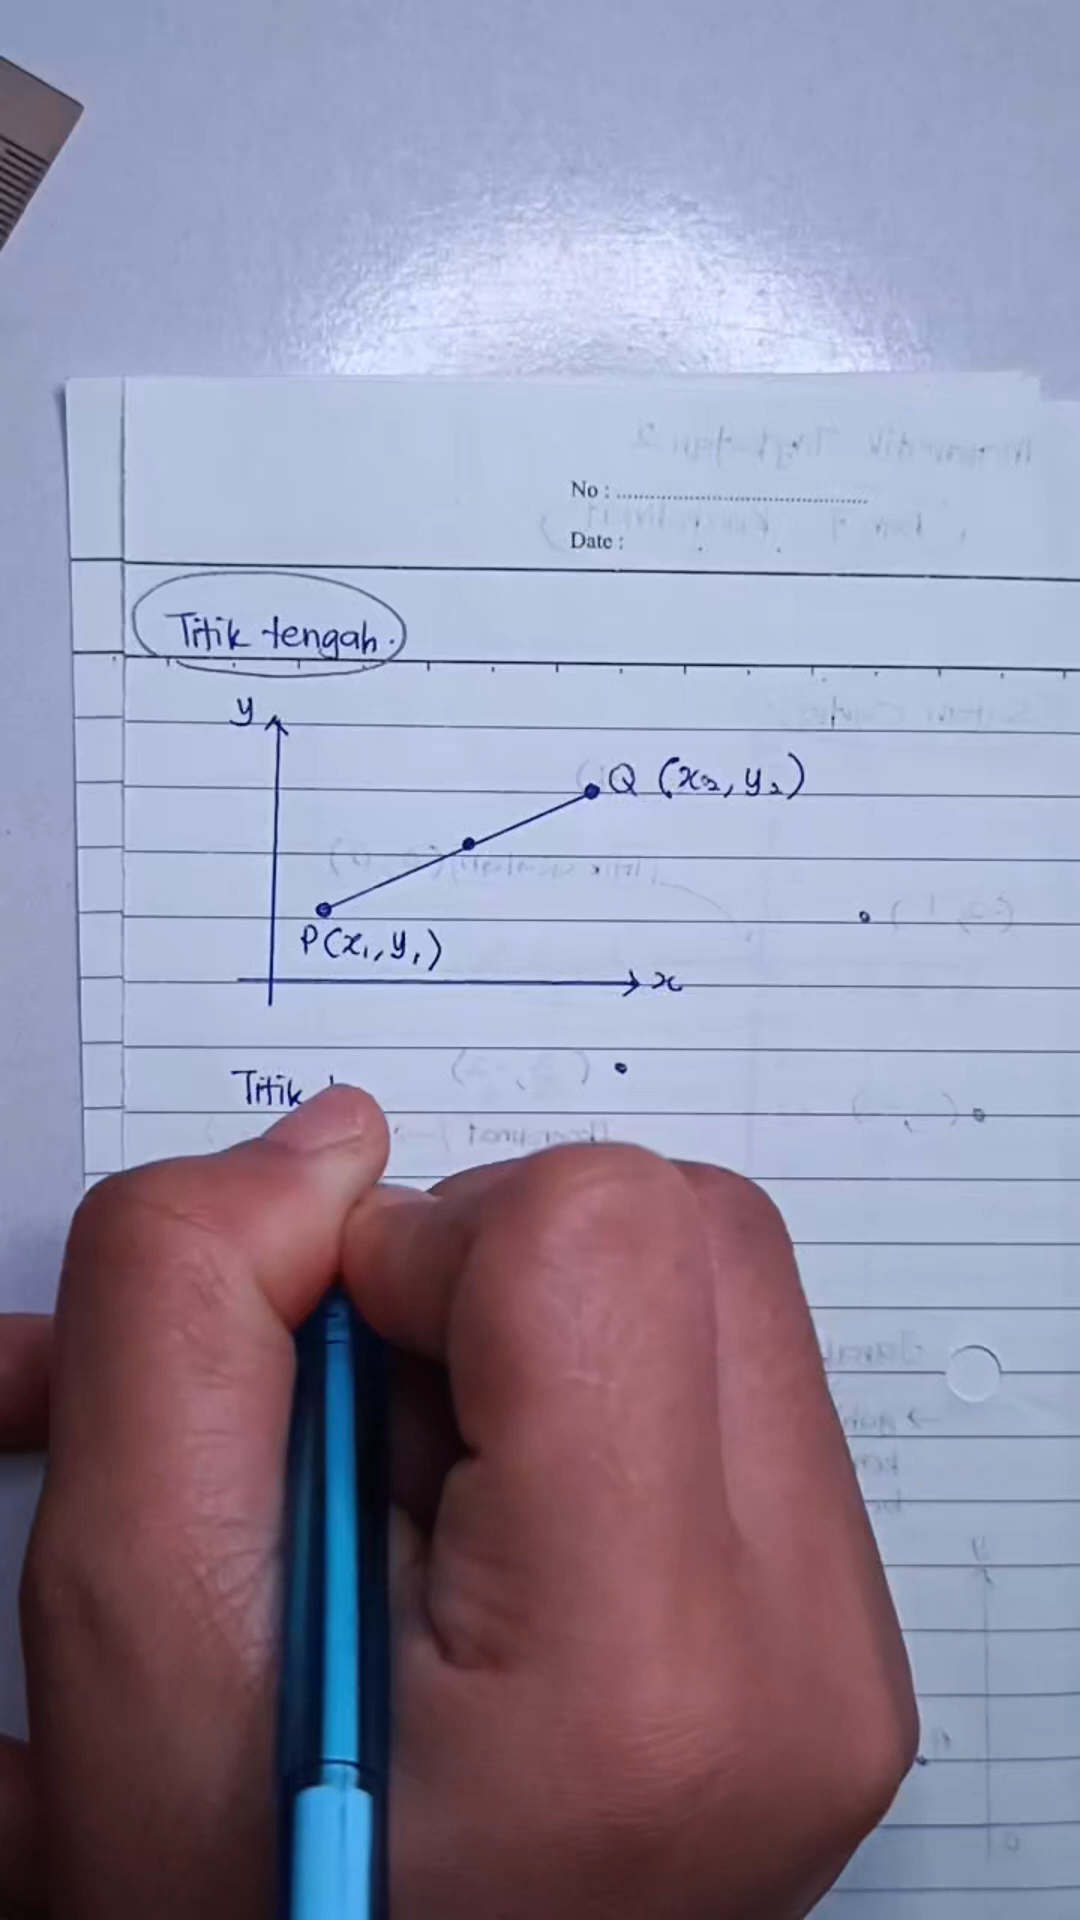 No : ................................................
Date :
Titik tengah.
y
Q (x₂, y₂)
P(x₁, y₁)
x
Titik